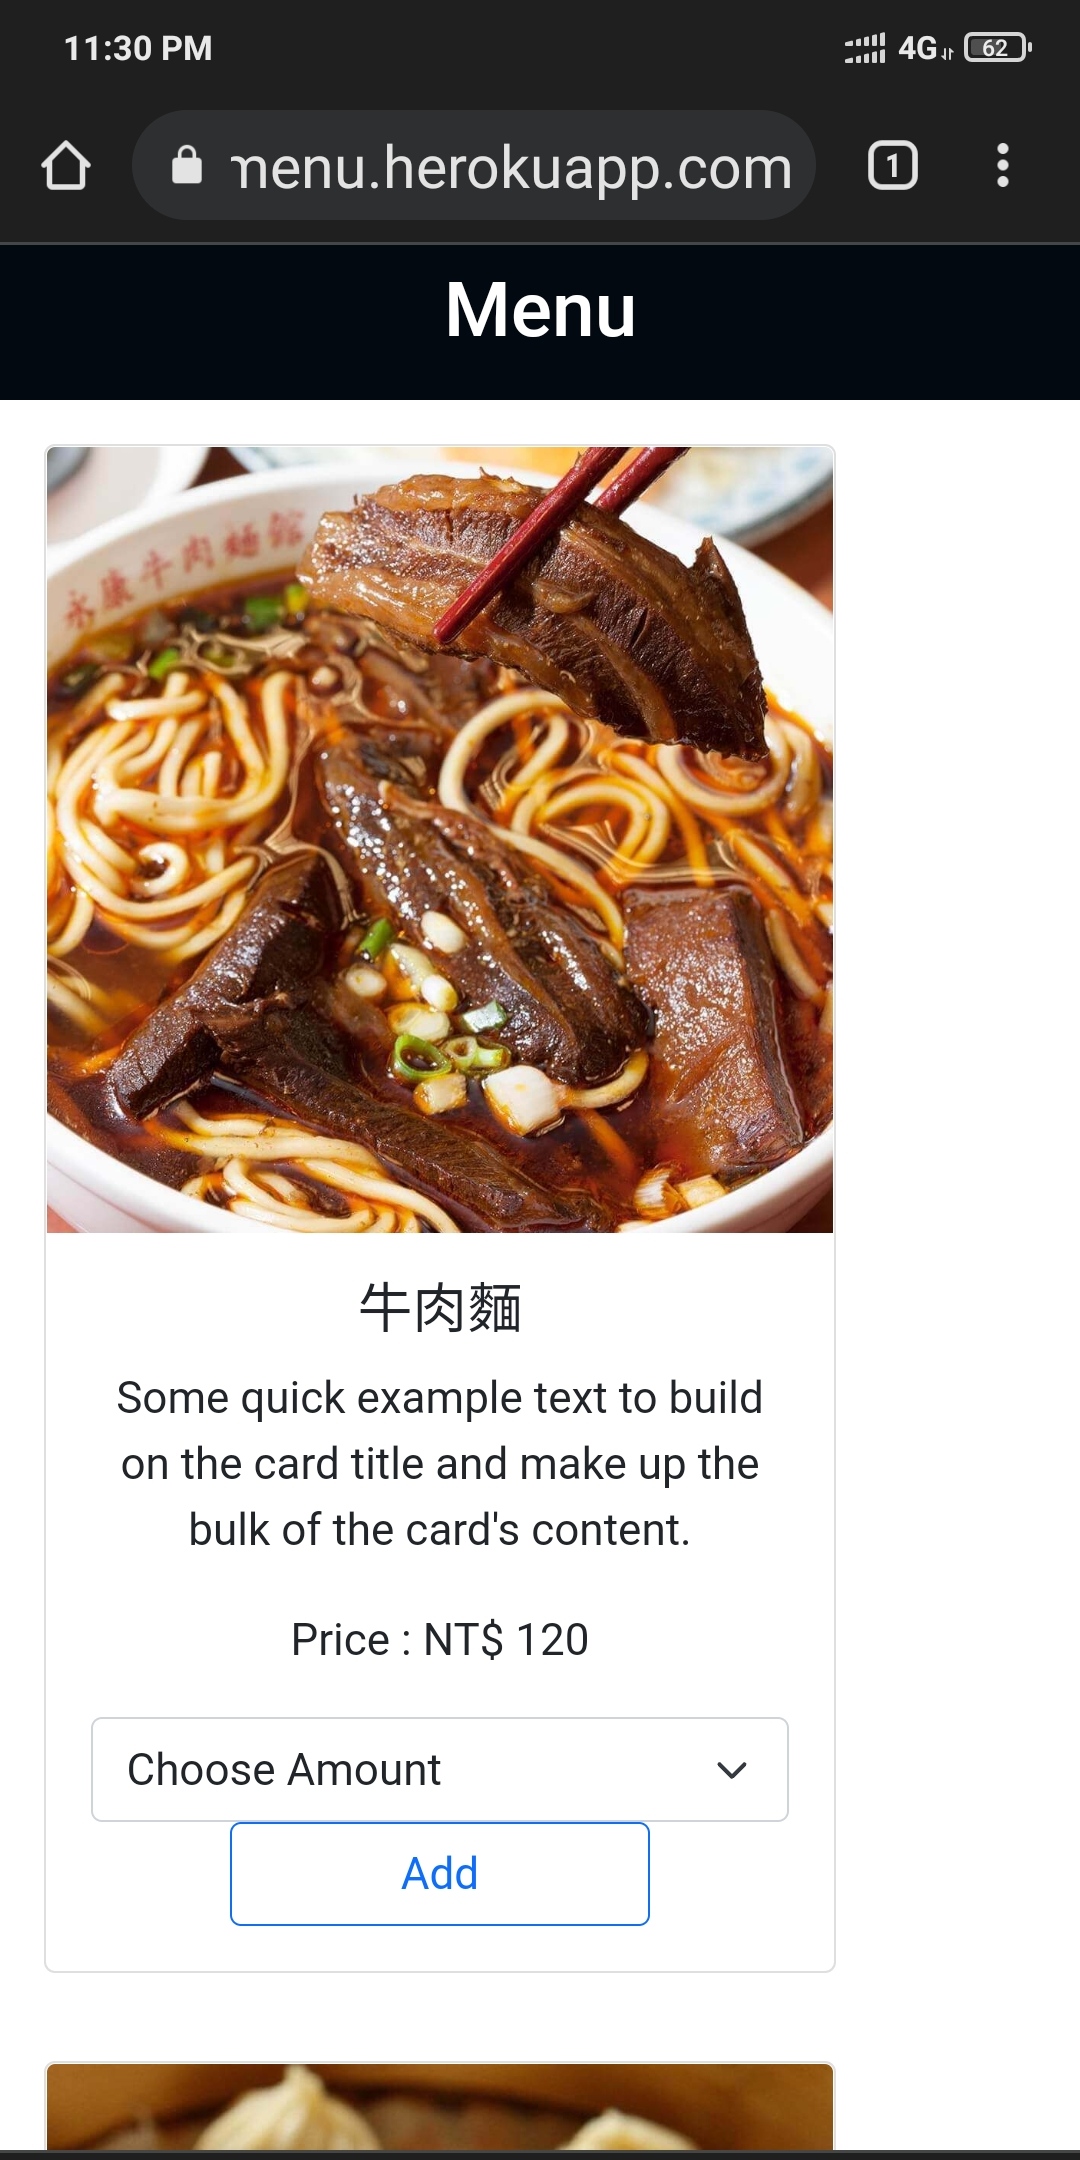 11:30 PM
4G
62
menu.herokuapp.com
1
Menu
永康牛肉麵館
牛肉麵
Some quick example text to build
on the card title and make up the
bulk of the card's content.
Price : NT$ 120
Choose Amount
Add